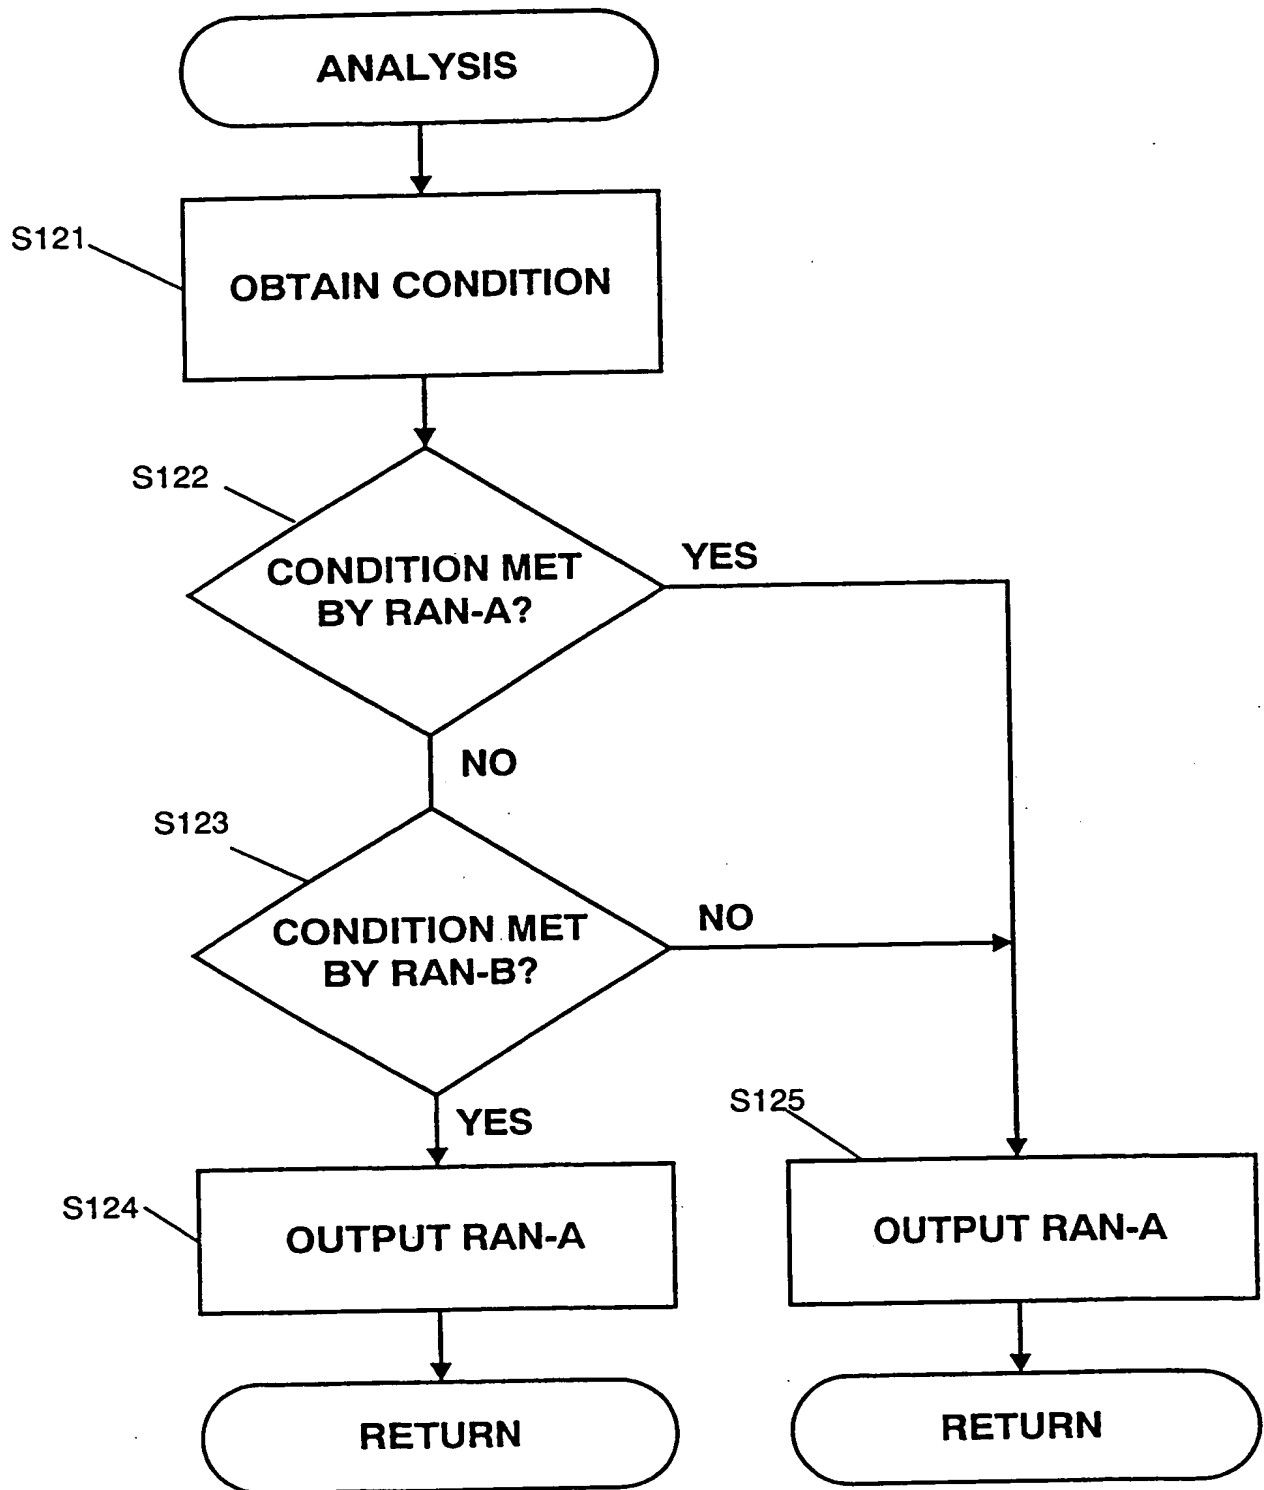 ANALYSIS
S121
OBTAIN CONDITION
S122
CONDITION MET
BY RAN-A?
YES
NO
S123
CONDITION MET
BY RAN-B?
NO
YES
S124
OUTPUT RAN-A
S125
OUTPUT RAN-A
RETURN
RETURN